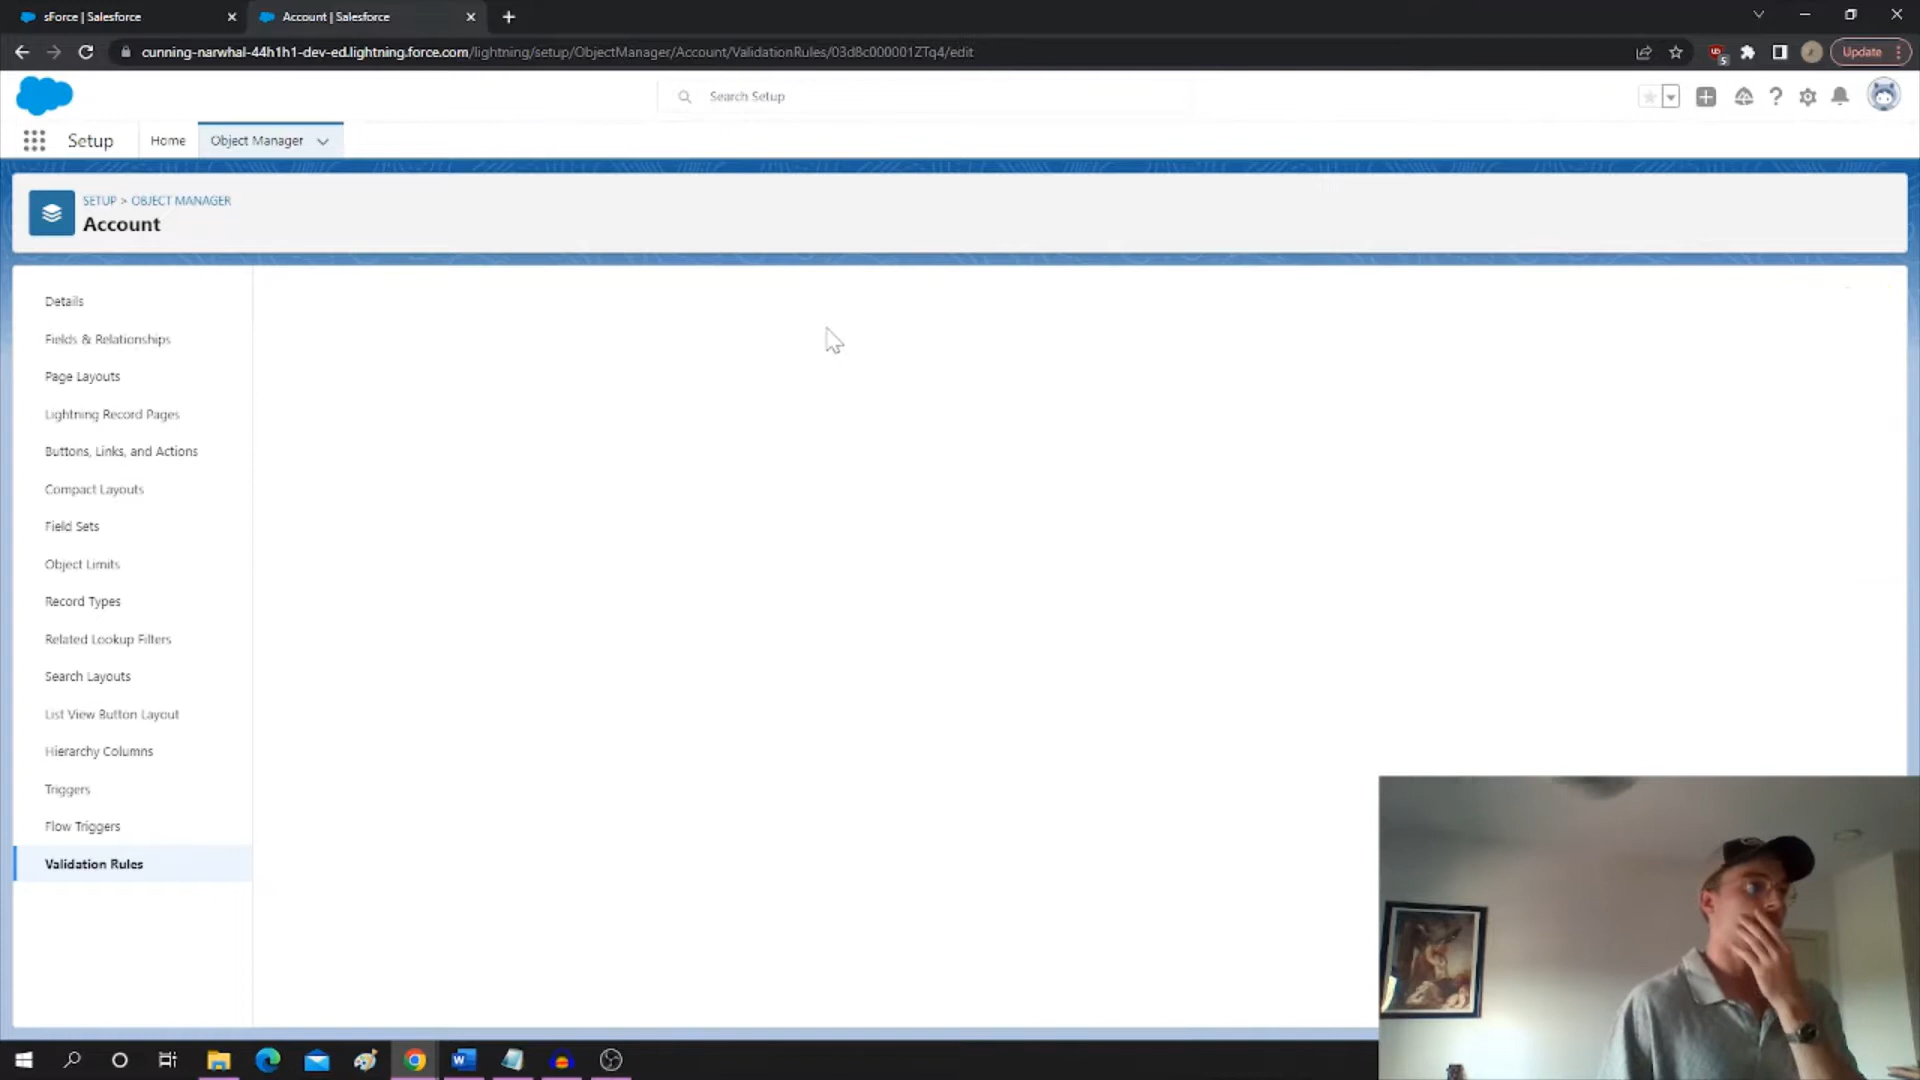 sForce | Salesforce
Account | Salesforce
cunning-narwhal-44h1h1-dev-ed.lightning.force.com/lightning/setup/ObjectManager/Account/ValidationRules/03d8c000001ZTq4/edit
5
Update
Search Setup
Setup
Home
Object Manager
SETUP > OBJECT MANAGER
Account
Details
Fields & Relationships
Page Layouts
Lightning Record Pages
Buttons, Links, and Actions
Compact Layouts
Field Sets
Object Limits
Record Types
Related Lookup Filters
Search Layouts
List View Button Layout
Hierarchy Columns
Triggers
Flow Triggers
Validation Rules